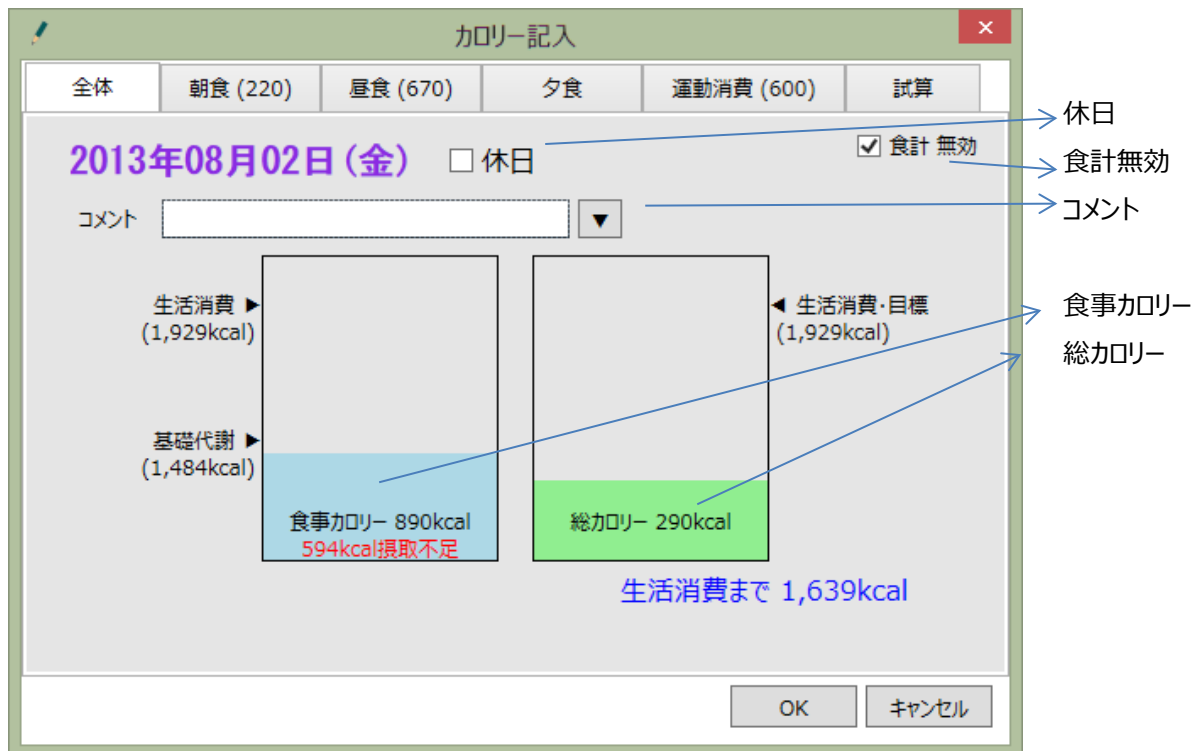 カロリー記入
全体 朝食 (220) 昼食 (670) 夕食 運動消費 (600) 試算
2013年08月02日 (金) 休日 食計 無効
コメント
生活消費 ▶
(1,929kcal)
◀ 生活消費・目標
(1,929kcal)
基礎代謝 ▶
(1,484kcal)
食事カロリー 890kcal
594kcal摂取不足
総カロリー 290kcal
生活消費まで 1,639kcal
OK キャンセル
休日
食計無効
コメント
食事カロリー
総カロリー